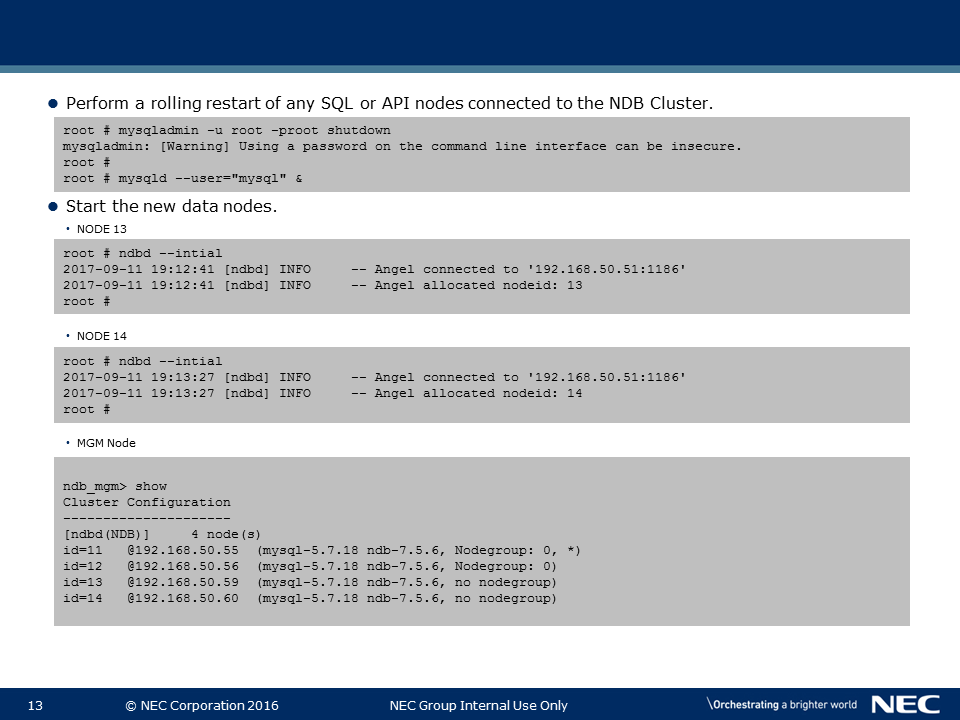 ● Perform a rolling restart of any SQL or API nodes connected to the NDB Cluster.
root # mysqladmin -u root -proot shutdown
mysqladmin: [Warning] Using a password on the command line interface can be insecure.
root #
root # mysqld --user="mysql" &
● Start the new data nodes.
• NODE 13
root # ndbd --intial
2017-09-11 19:12:41 [ndbd] INFO     -- Angel connected to '192.168.50.51:1186'
2017-09-11 19:12:41 [ndbd] INFO     -- Angel allocated nodeid: 13
root #
• NODE 14
root # ndbd --intial
2017-09-11 19:13:27 [ndbd] INFO     -- Angel connected to '192.168.50.51:1186'
2017-09-11 19:13:27 [ndbd] INFO     -- Angel allocated nodeid: 14
root #
• MGM Node
ndb_mgm> show
Cluster Configuration
---------------------
[ndbd(NDB)]     4 node(s)
id=11   @192.168.50.55  (mysql-5.7.18 ndb-7.5.6, Nodegroup: 0, *)
id=12   @192.168.50.56  (mysql-5.7.18 ndb-7.5.6, Nodegroup: 0)
id=13   @192.168.50.59  (mysql-5.7.18 ndb-7.5.6, no nodegroup)
id=14   @192.168.50.60  (mysql-5.7.18 ndb-7.5.6, no nodegroup)
13 © NEC Corporation 2016 NEC Group Internal Use Only \Orchestrating a brighter world NEC